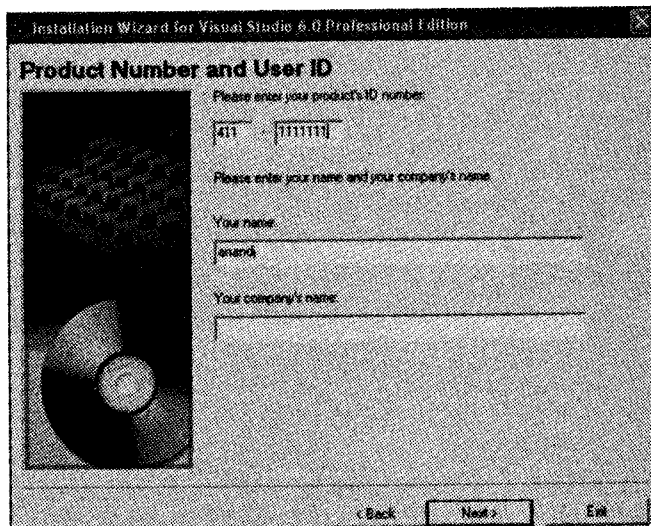 Installation Wizard for Visual Studio 6.0 Professional Edition
Product Number and User ID
Please enter your product's ID number:
411 - 1111111
Please enter your name and your company's name
Your name:
anand
Your company's name:
< Back Next > Exit